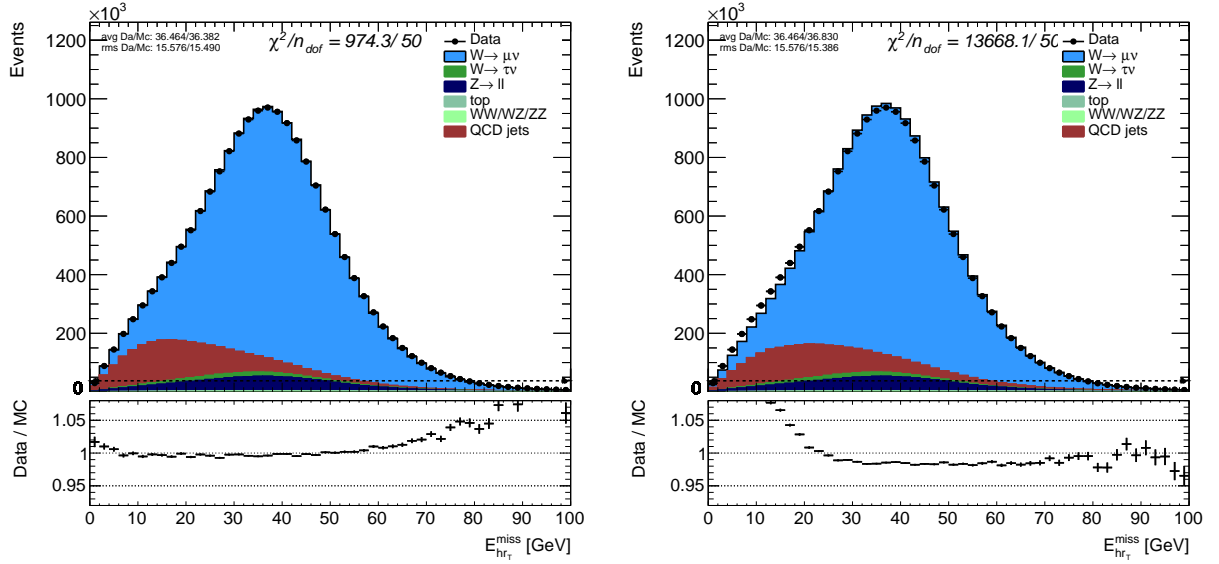 ×10³
Events
avg Da/Mc: 36.464/36.382
rms Da/Mc: 15.576/15.490
χ²/n_dof = 974.3/ 50
Data
W→ μν
W→ τν
Z→ ll
top
WW/WZ/ZZ
QCD jets
1200
1000
800
600
400
200
0
Data / MC
1.05
1
0.95
0 10 20 30 40 50 60 70 80 90 100
E_hr_T^miss [GeV]
×10³
Events
avg Da/Mc: 36.464/36.830
rms Da/Mc: 15.576/15.386
χ²/n_dof = 13668.1/ 50
Data
W→ μν
W→ τν
Z→ ll
top
WW/WZ/ZZ
QCD jets
1200
1000
800
600
400
200
0
Data / MC
1.05
1
0.95
0 10 20 30 40 50 60 70 80 90 100
E_hr_T^miss [GeV]